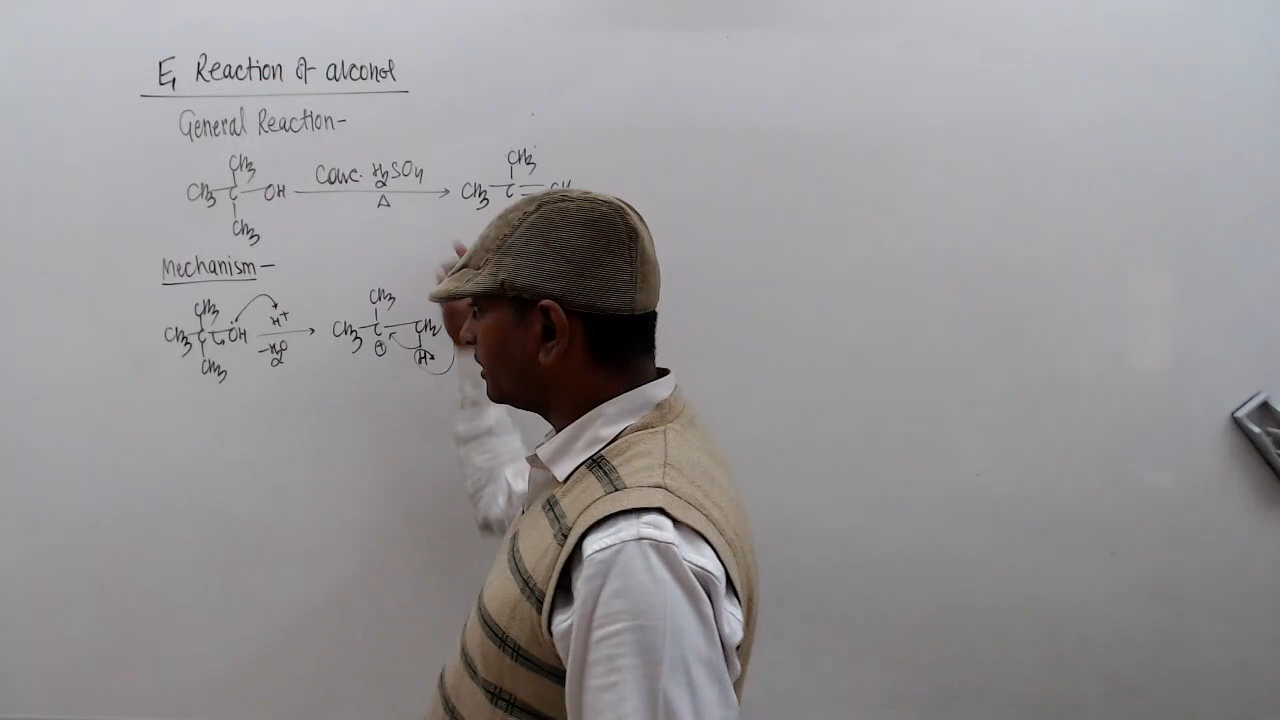 E1 Reaction of alcohol
General Reaction-
CH3
CH3 - C - OH Conc. H2SO4 Δ CH3 - C =
CH3
CH3
Mechanism-
CH3 CH3
CH3 - C - OH H+ CH3 - C - CH2
-H2O ⊕ H
CH3